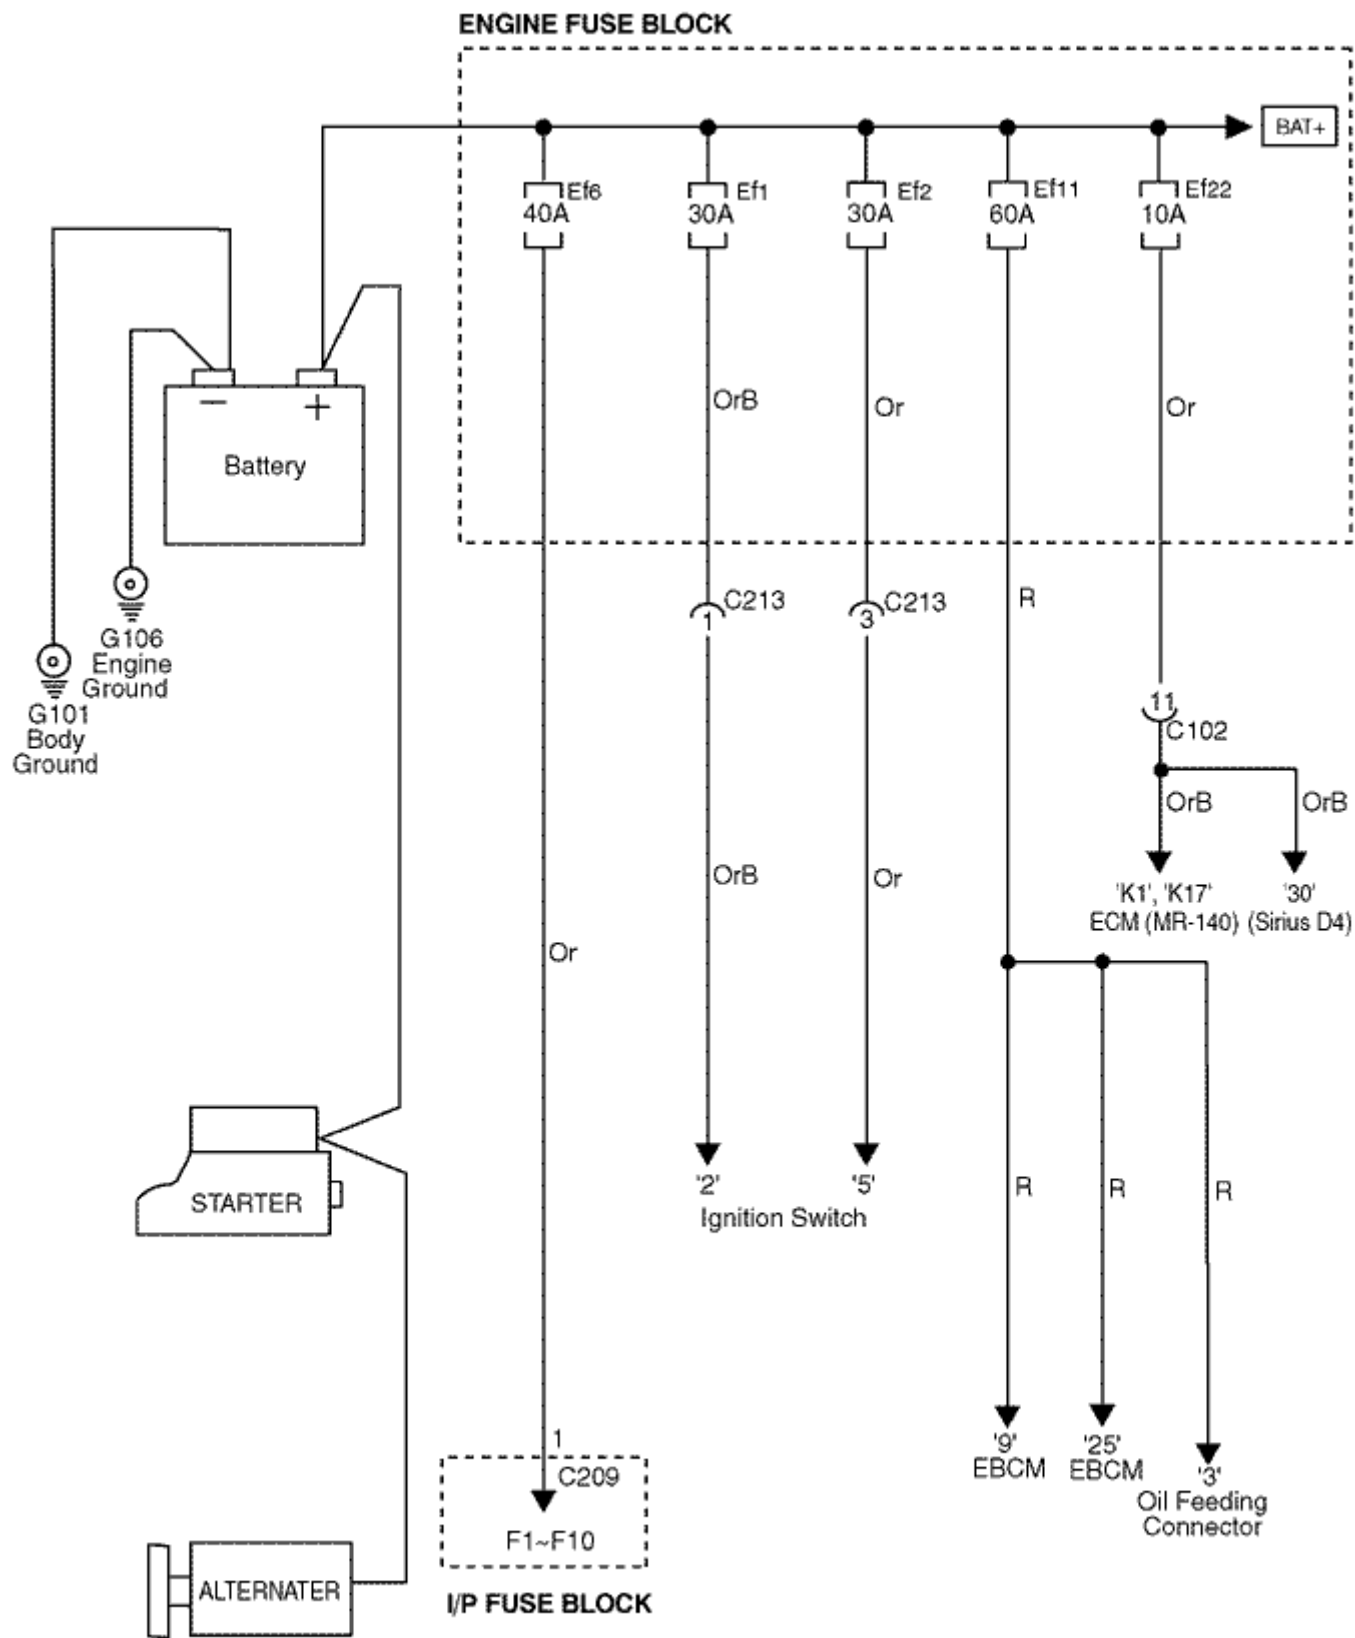 ENGINE FUSE BLOCK
BAT+
Ef6
40A
Ef1
30A
Ef2
30A
Ef11
60A
Ef22
10A
− +
Battery
OrB
Or
Or
G106
Engine
Ground
G101
Body
Ground
C213
1
C213
3
R
11
C102
OrB
OrB
'K1', 'K17'
ECM (MR-140)
'30'
(Sirius D4)
OrB
Or
Or
STARTER
'2'
'5'
Ignition Switch
R
R
R
1
C209
F1~F10
I/P FUSE BLOCK
'9'
EBCM
'25'
EBCM
'3'
Oil Feeding
Connector
ALTERNATER